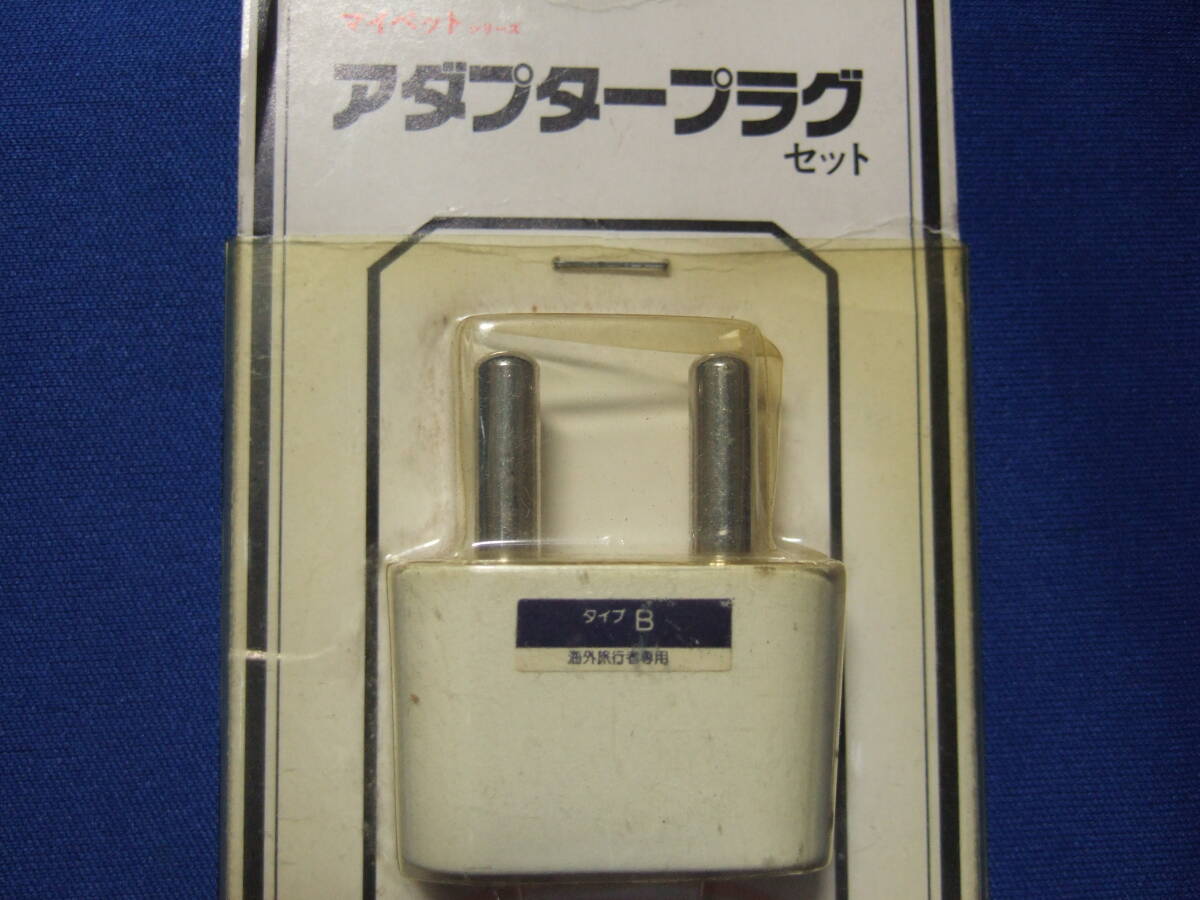 マイペットシリーズ
アダプタープラグ
セット
タイプ B
海外旅行者専用